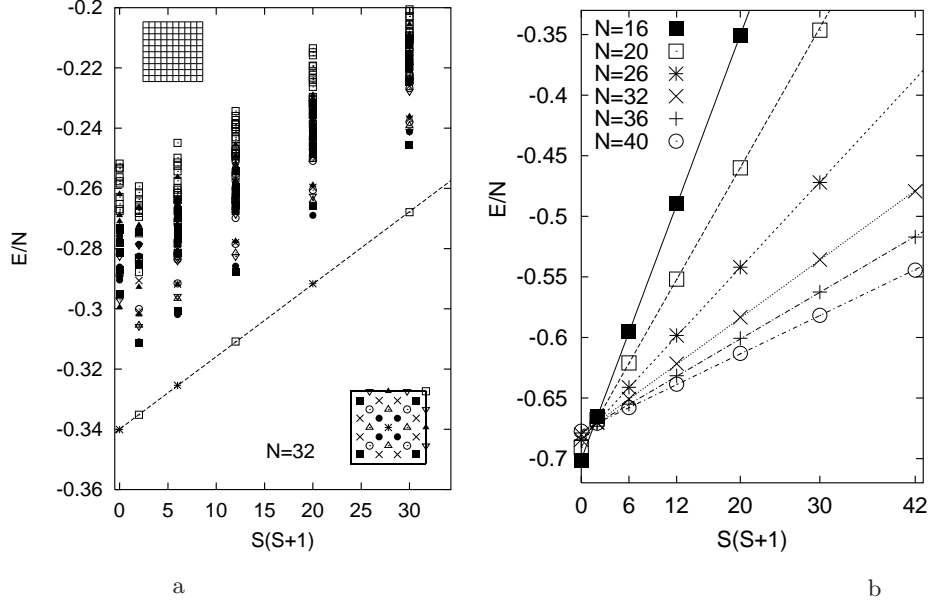 -0.2
-0.22
-0.24
-0.26
-0.28
-0.3
-0.32
-0.34
-0.36
E/N
0 5 10 15 20 25 30
S(S+1)
N=32
a
-0.35
-0.4
-0.45
-0.5
-0.55
-0.6
-0.65
-0.7
E/N
N=16
N=20
N=26
N=32
N=36
N=40
0 2 6 12 20 30 42
S(S+1)
b